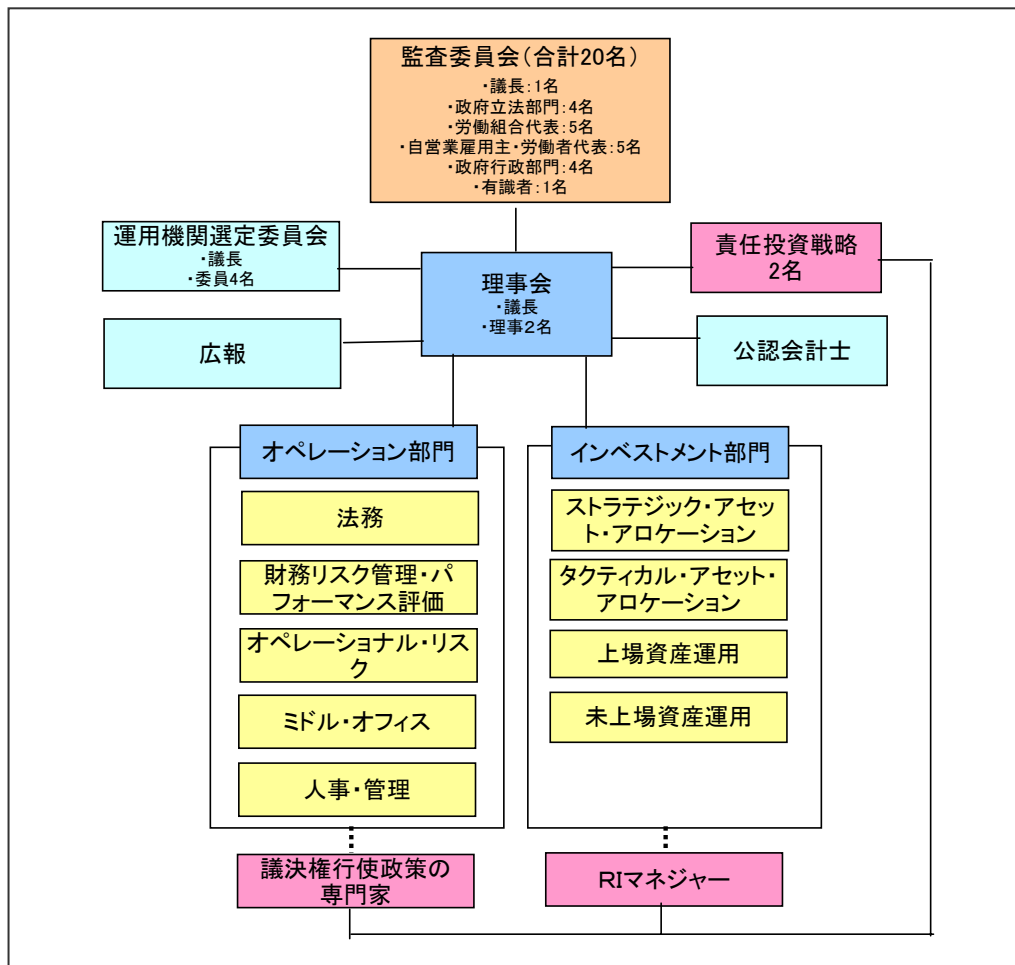 監査委員会(合計20名)
・議長:1名
・政府立法部門:4名
・労働組合代表:5名
・自営業雇用主・労働者代表:5名
・政府行政部門:4名
・有識者:1名
運用機関選定委員会
・議長
・委員4名
責任投資戦略
2名
理事会
・議長
・理事2名
広報
公認会計士
オペレーション部門
インベストメント部門
法務
財務リスク管理・パ
フォーマンス評価
オペレーショナル・リス
ク
ミドル・オフィス
人事・管理
ストラテジック・アセッ
ト・アロケーション
タクティカル・アセット・
アロケーション
上場資産運用
未上場資産運用
議決権行使政策の
専門家
RIマネジャー